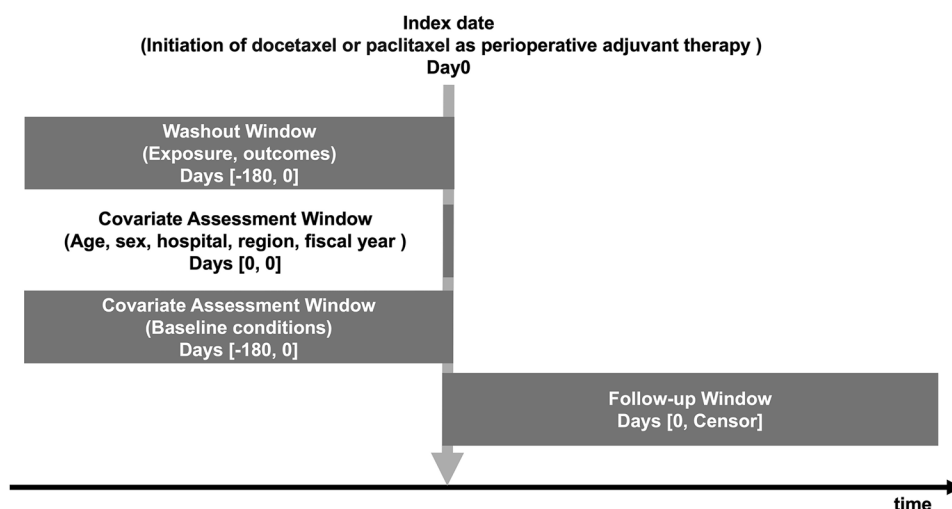 Index date
(Initiation of docetaxel or paclitaxel as perioperative adjuvant therapy )
Day0
Washout Window
(Exposure, outcomes)
Days [-180, 0]
Covariate Assessment Window
(Age, sex, hospital, region, fiscal year )
Days [0, 0]
Covariate Assessment Window
(Baseline conditions)
Days [-180, 0]
Follow-up Window
Days [0, Censor]
time